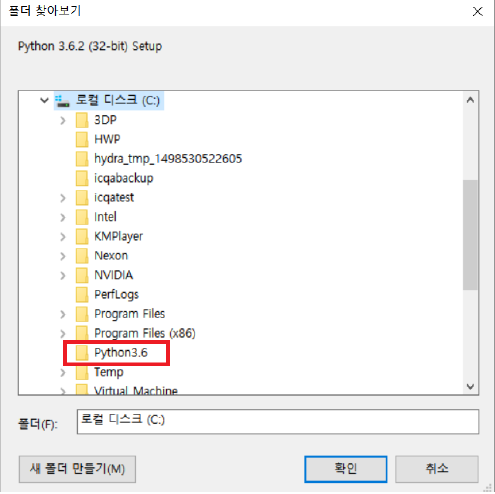 폴더 찾아보기
Python 3.6.2 (32-bit) Setup
로컬 디스크 (C:)
3DP
HWP
hydra_tmp_1498530522605
icqabackup
icqatest
Intel
KMPlayer
Nexon
NVIDIA
PerfLogs
Program Files
Program Files (x86)
Python3.6
Temp
Virtual Machine
폴더(F): 로컬 디스크 (C:)
새 폴더 만들기(M) 확인 취소